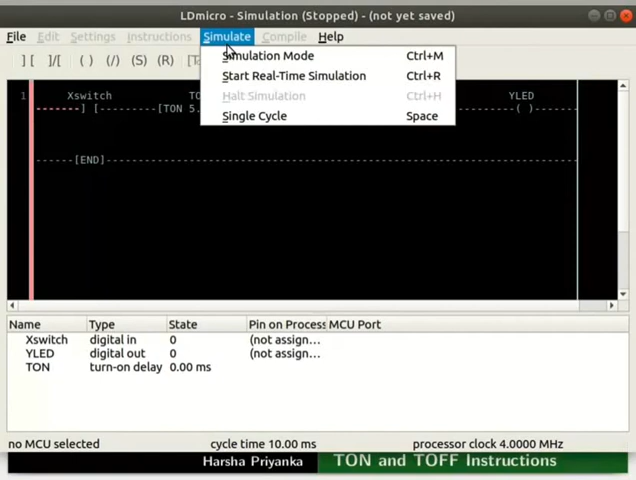 LDmicro - Simulation (Stopped) - (not yet saved)
File Edit Settings Instructions Simulate Compile Help
] [ ]/[ ( ) (/) (S) (R)
Simulation Mode Ctrl+M
Start Real-Time Simulation Ctrl+R
Halt Simulation Ctrl+H
Single Cycle Space
1 Xswitch YLED
-------] [---------[TON 5. ( )
------[END]
Name Type State Pin on Process MCU Port
Xswitch digital in 0 (not assign...
YLED digital out 0 (not assign...
TON turn-on delay 0.00 ms
no MCU selected cycle time 10.00 ms processor clock 4.0000 MHz
Harsha Priyanka TON and TOFF Instructions